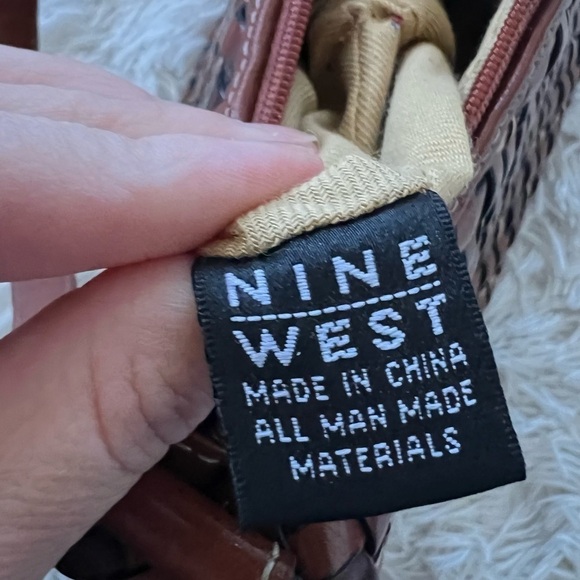 NINE
WEST
MADE IN CHINA
ALL MAN MADE
MATERIALS